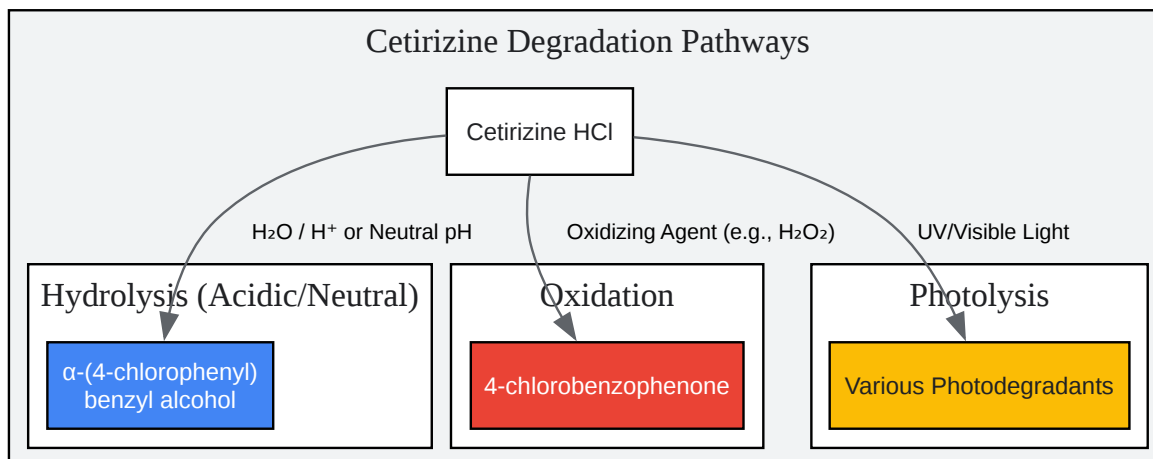 Cetirizine Degradation Pathways
Cetirizine HCl
H₂O / H⁺ or Neutral pH
Oxidizing Agent (e.g., H₂O₂)
UV/Visible Light
Hydrolysis (Acidic/Neutral)
Oxidation
Photolysis
α-(4-chlorophenyl)
benzyl alcohol
4-chlorobenzophenone
Various Photodegradants